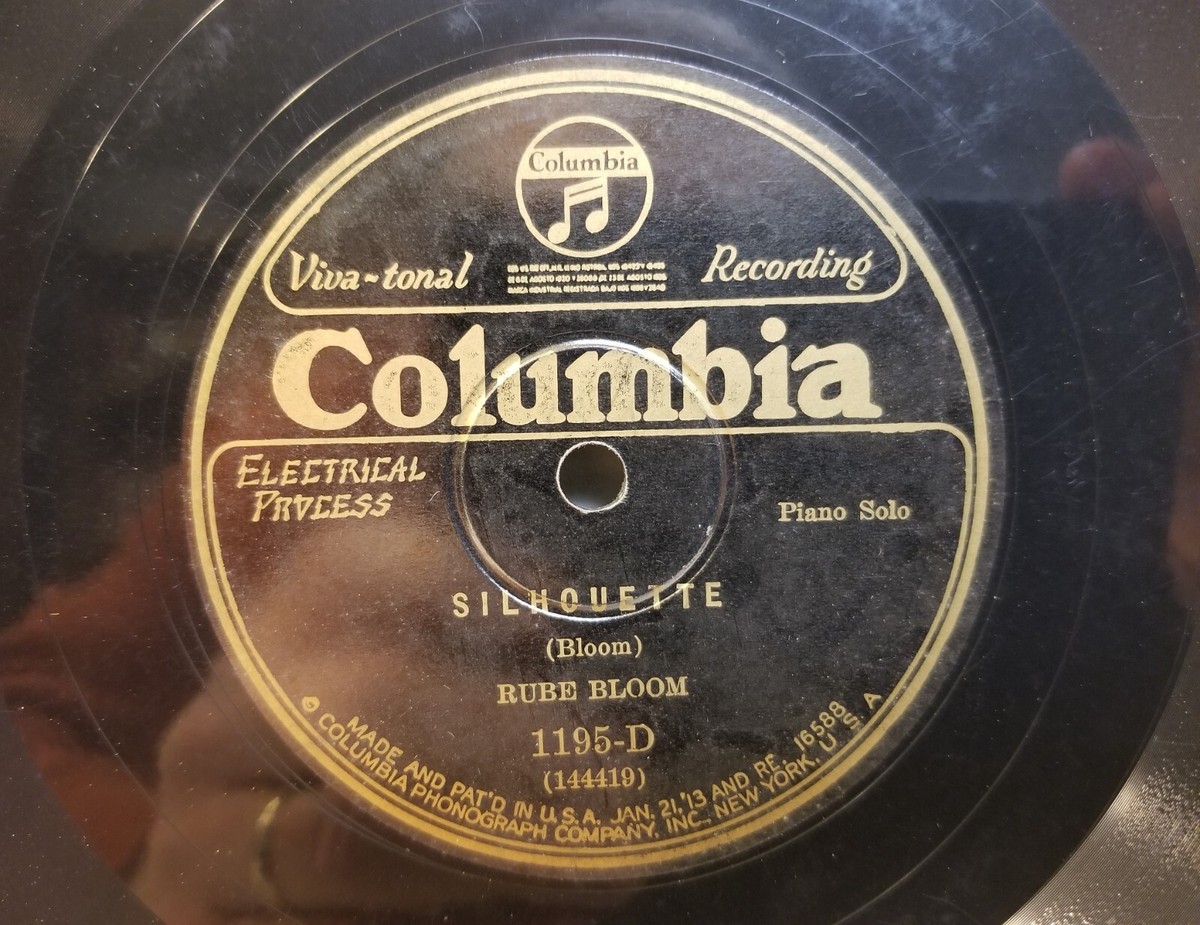 Columbia
Viva-tonal Recording
Columbia
ELECTRICAL
PROCESS
Piano Solo
SILHOUETTE
(Bloom)
RUBE BLOOM
1195-D
(144419)
MADE AND PAT'D IN U.S.A. JAN. 21,'13 AND RE 16588
COLUMBIA PHONOGRAPH COMPANY, INC., NEW YORK, U. S. A